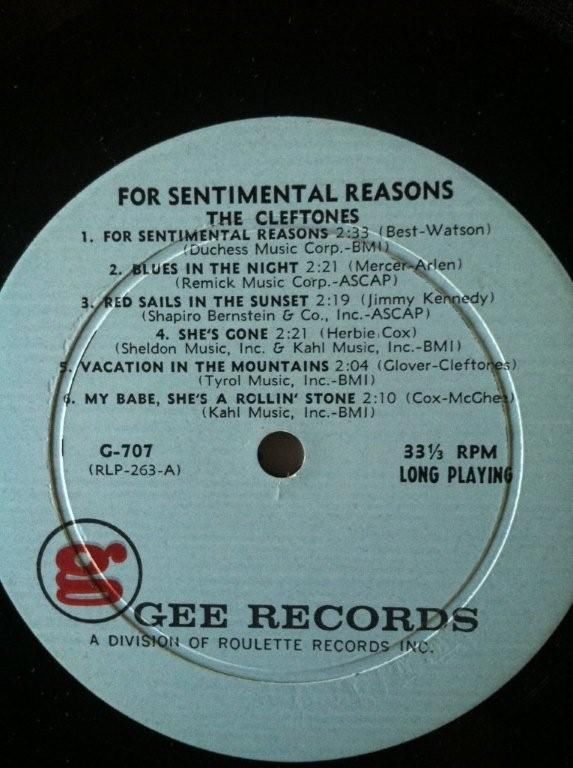 FOR SENTIMENTAL REASONS
THE CLEFTONES
1. FOR SENTIMENTAL REASONS 2:33 (Best-Watson)
(Duchess Music Corp.-BMI)
2. BLUES IN THE NIGHT 2:21 (Mercer-Arlen)
(Remick Music Corp.-ASCAP)
3. RED SAILS IN THE SUNSET 2:19 (Jimmy Kennedy)
(Shapiro Bernstein & Co., Inc.-ASCAP)
4. SHE'S GONE 2:21 (Herbie Cox)
(Sheldon Music, Inc. & Kahl Music, Inc.-BMI)
5. VACATION IN THE MOUNTAINS 2:04 (Glover-Cleftones)
(Tyrol Music, Inc.-BMI)
6. MY BABE, SHE'S A ROLLIN' STONE 2:10 (Cox-McGhee)
(Kahl Music, Inc.-BMI)
G-707
(RLP-263-A)
33⅓ RPM
LONG PLAYING
g
GEE RECORDS
A DIVISION OF ROULETTE RECORDS INC.